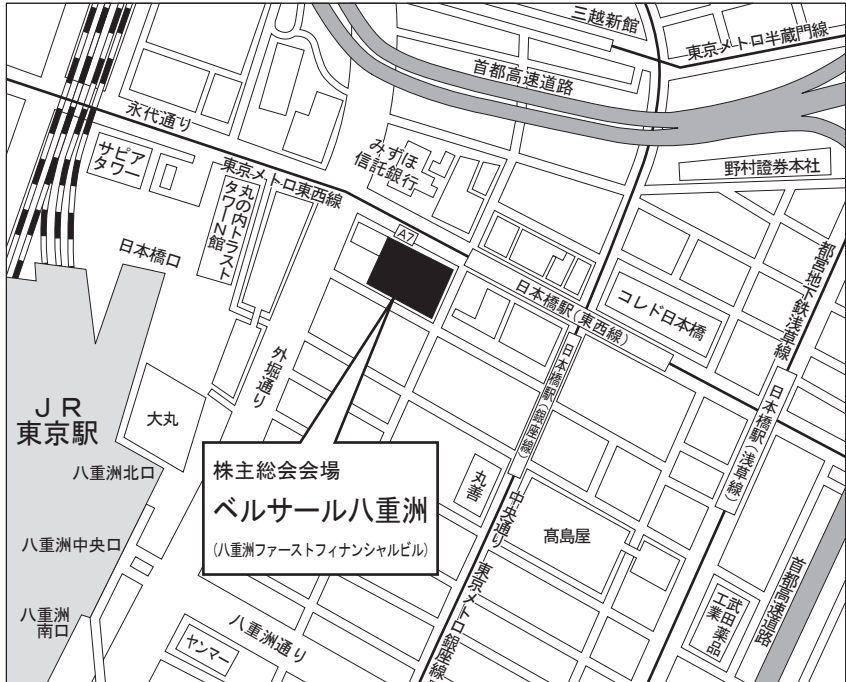 三越新館
東京メトロ半蔵門線
首都高速道路
永代通り
サピア
タワー
東京メトロ東西線
みずほ
信託銀行
野村證券本社
丸の内トラスト
タワーN館
日本橋口
A7
日本橋駅(東西線)
コレド日本橋
都営地下鉄浅草線
外堀通り
日本橋駅(銀座線)
日本橋駅(浅草線)
JR
東京駅
大丸
八重洲北口
株主総会会場
ベルサール八重洲
(八重洲ファーストフィナンシャルビル)
丸善
中央通り
髙島屋
八重洲中央口
首都高速道路
八重洲
南口
八重洲通り
ヤンマー
東京メトロ銀座線
武田薬品
工業